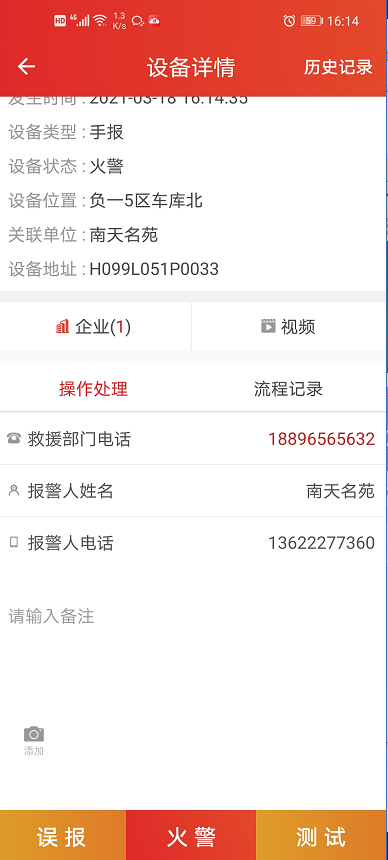 HD 4G 1.3 K/s 59 16:14
设备详情 历史记录
发生时间 : 2021-03-18 16:14:35
设备类型 : 手报
设备状态 : 火警
设备位置 : 负一5区车库北
关联单位 : 南天名苑
设备地址 : H099L051P0033
企业(1) 视频
操作处理 流程记录
救援部门电话 18896565632
报警人姓名 南天名苑
报警人电话 13622277360
请输入备注
添加
误报 火警 测试